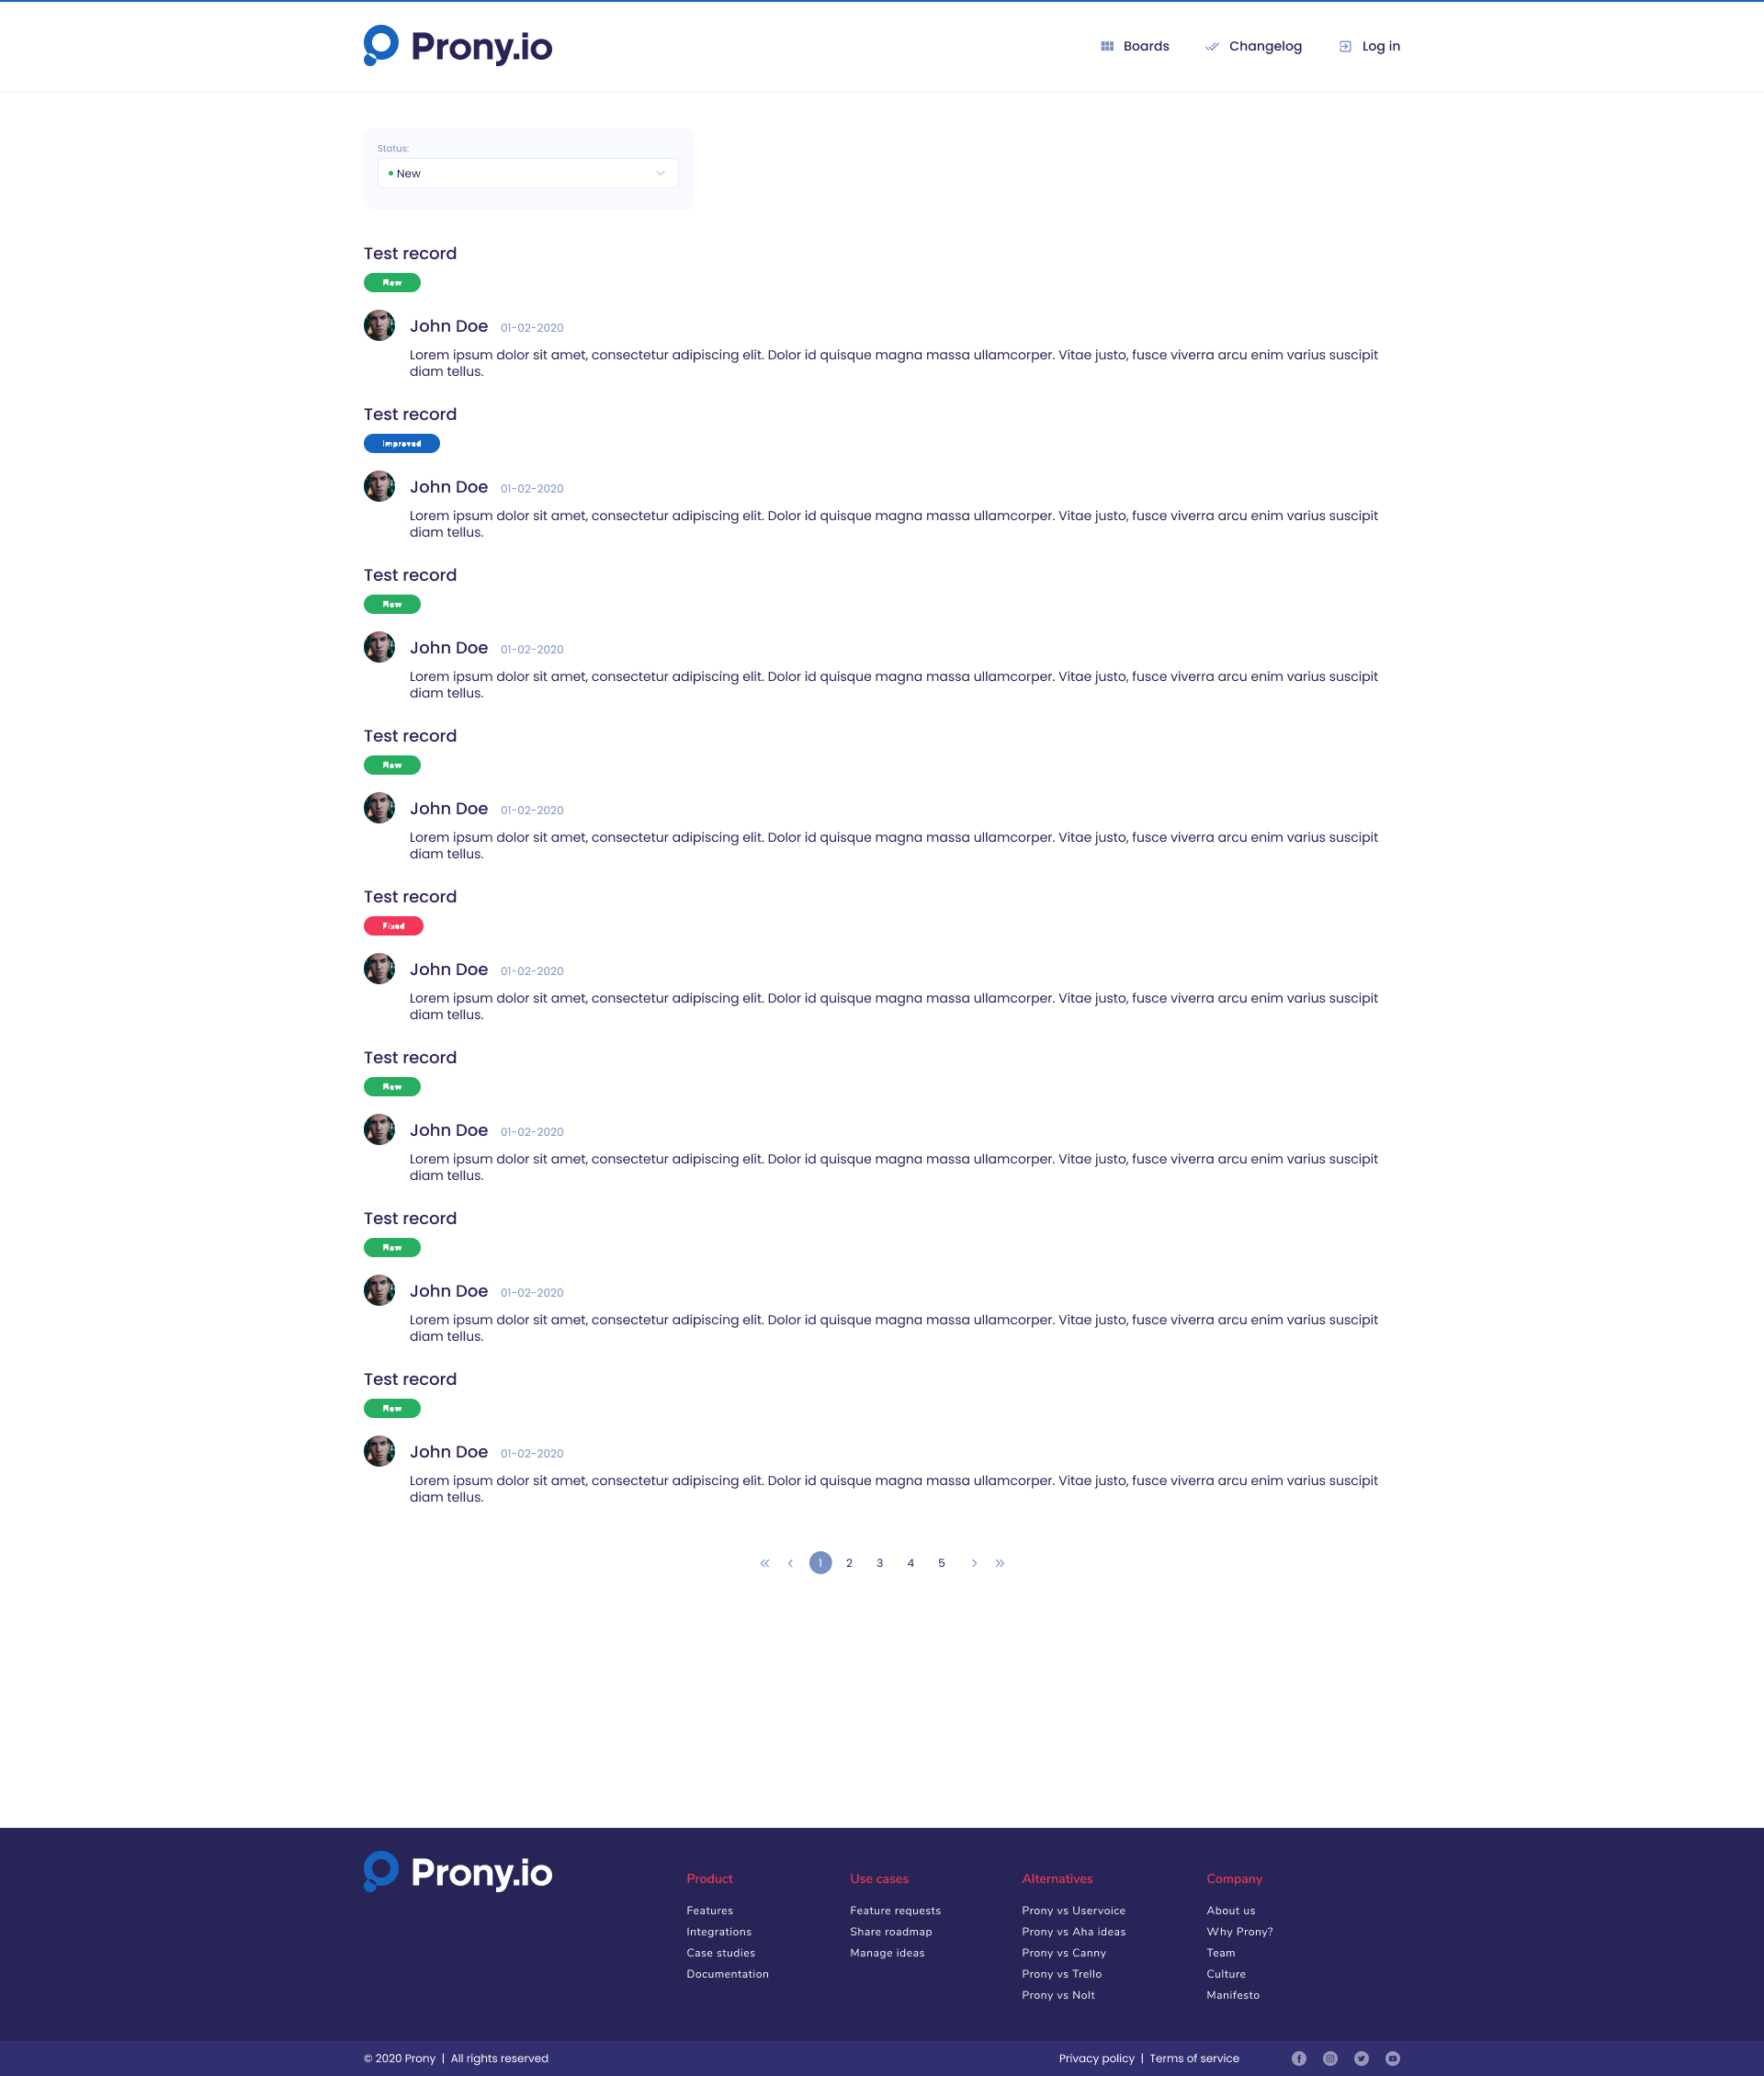 Prony.io
Boards
Changelog
Log in
Status:
New
Test record
New
John Doe 01-02-2020
Lorem ipsum dolor sit amet, consectetur adipiscing elit. Dolor id quisque magna massa ullamcorper. Vitae justo, fusce viverra arcu enim varius suscipit
diam tellus.
Test record
Improved
John Doe 01-02-2020
Lorem ipsum dolor sit amet, consectetur adipiscing elit. Dolor id quisque magna massa ullamcorper. Vitae justo, fusce viverra arcu enim varius suscipit
diam tellus.
Test record
New
John Doe 01-02-2020
Lorem ipsum dolor sit amet, consectetur adipiscing elit. Dolor id quisque magna massa ullamcorper. Vitae justo, fusce viverra arcu enim varius suscipit
diam tellus.
Test record
New
John Doe 01-02-2020
Lorem ipsum dolor sit amet, consectetur adipiscing elit. Dolor id quisque magna massa ullamcorper. Vitae justo, fusce viverra arcu enim varius suscipit
diam tellus.
Test record
Fixed
John Doe 01-02-2020
Lorem ipsum dolor sit amet, consectetur adipiscing elit. Dolor id quisque magna massa ullamcorper. Vitae justo, fusce viverra arcu enim varius suscipit
diam tellus.
Test record
New
John Doe 01-02-2020
Lorem ipsum dolor sit amet, consectetur adipiscing elit. Dolor id quisque magna massa ullamcorper. Vitae justo, fusce viverra arcu enim varius suscipit
diam tellus.
Test record
New
John Doe 01-02-2020
Lorem ipsum dolor sit amet, consectetur adipiscing elit. Dolor id quisque magna massa ullamcorper. Vitae justo, fusce viverra arcu enim varius suscipit
diam tellus.
Test record
New
John Doe 01-02-2020
Lorem ipsum dolor sit amet, consectetur adipiscing elit. Dolor id quisque magna massa ullamcorper. Vitae justo, fusce viverra arcu enim varius suscipit
diam tellus.
1 2 3 4 5
Prony.io
Product
Features
Integrations
Case studies
Documentation
Use cases
Feature requests
Share roadmap
Manage ideas
Alternatives
Prony vs Uservoice
Prony vs Aha ideas
Prony vs Canny
Prony vs Trello
Prony vs Nolt
Company
About us
Why Prony?
Team
Culture
Manifesto
© 2020 Prony | All rights reserved
Privacy policy | Terms of service